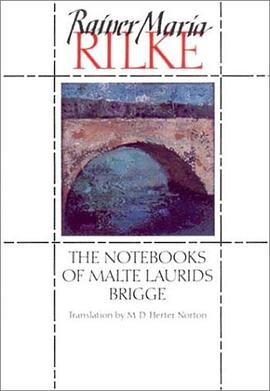 Rainer Maria
RILKE
THE NOTEBOOKS
OF MALTE LAURIDS
BRIGGE
Translation by M. D. Herter Norton